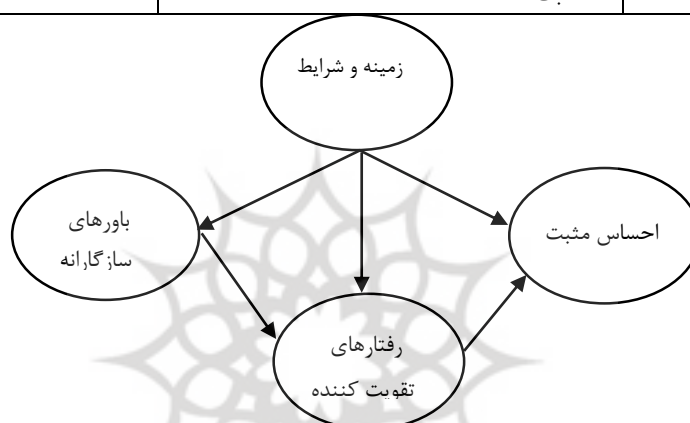 زمینه و شرایط
باورهای
سازگارانه
احساس مثبت
رفتارهای
تقویت کننده